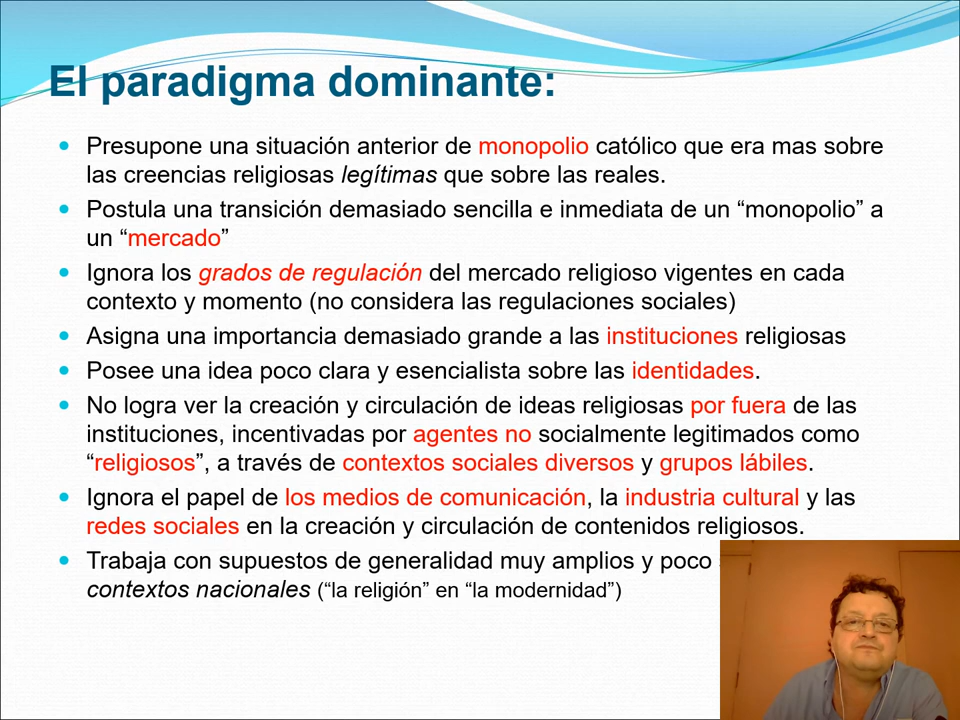 El paradigma dominante:
Presupone una situación anterior de monopolio católico que era mas sobre
las creencias religiosas legítimas que sobre las reales.
Postula una transición demasiado sencilla e inmediata de un “monopolio” a
un “mercado”
Ignora los grados de regulación del mercado religioso vigentes en cada
contexto y momento (no considera las regulaciones sociales)
Asigna una importancia demasiado grande a las instituciones religiosas
Posee una idea poco clara y esencialista sobre las identidades.
No logra ver la creación y circulación de ideas religiosas por fuera de las
instituciones, incentivadas por agentes no socialmente legitimados como
“religiosos”, a través de contextos sociales diversos y grupos lábiles.
Ignora el papel de los medios de comunicación, la industria cultural y las
redes sociales en la creación y circulación de contenidos religiosos.
Trabaja con supuestos de generalidad muy amplios y poco
contextos nacionales (“la religión” en “la modernidad”)